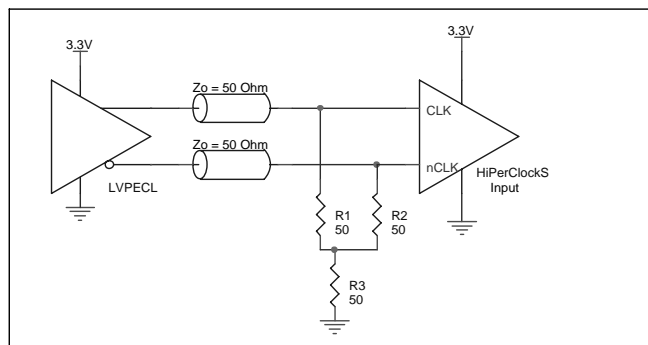 3.3V
3.3V
Zo = 50 Ohm
CLK
Zo = 50 Ohm
nCLK
LVPECL
HiPerClockS
Input
R1
50
R2
50
R3
50